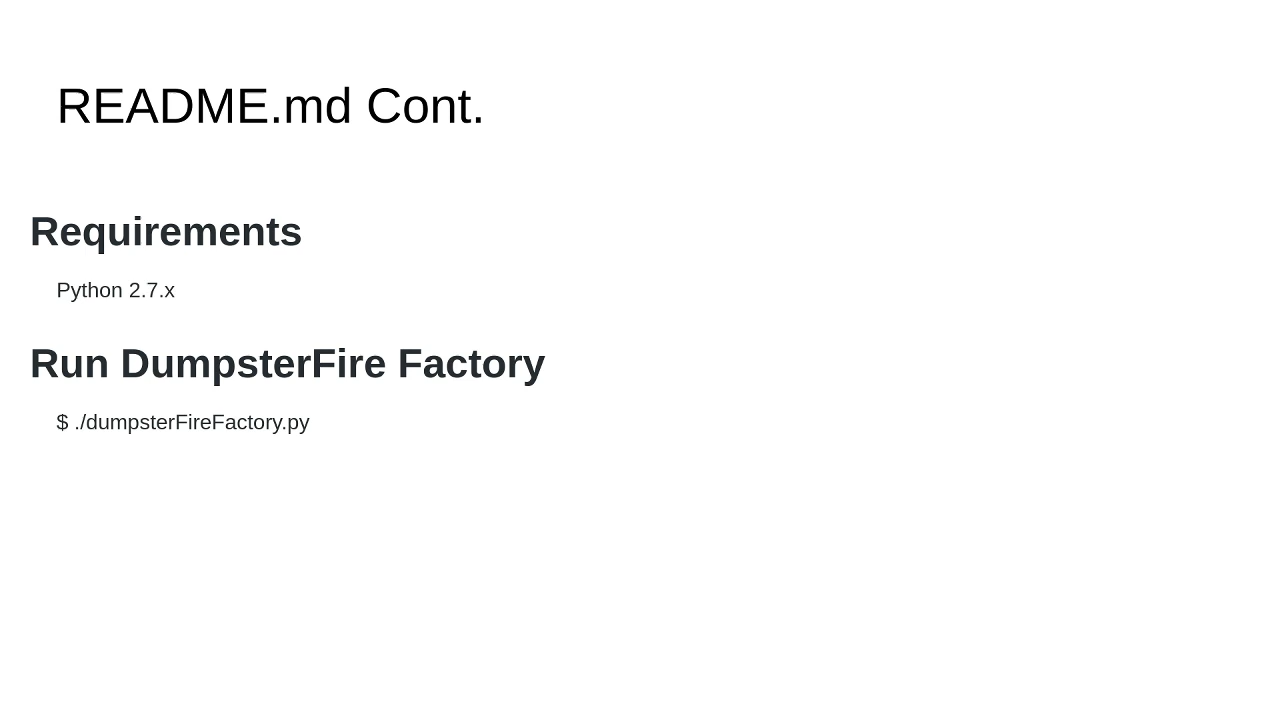 README.md Cont.
Requirements
Python 2.7.x
Run DumpsterFire Factory
$ ./dumpsterFireFactory.py